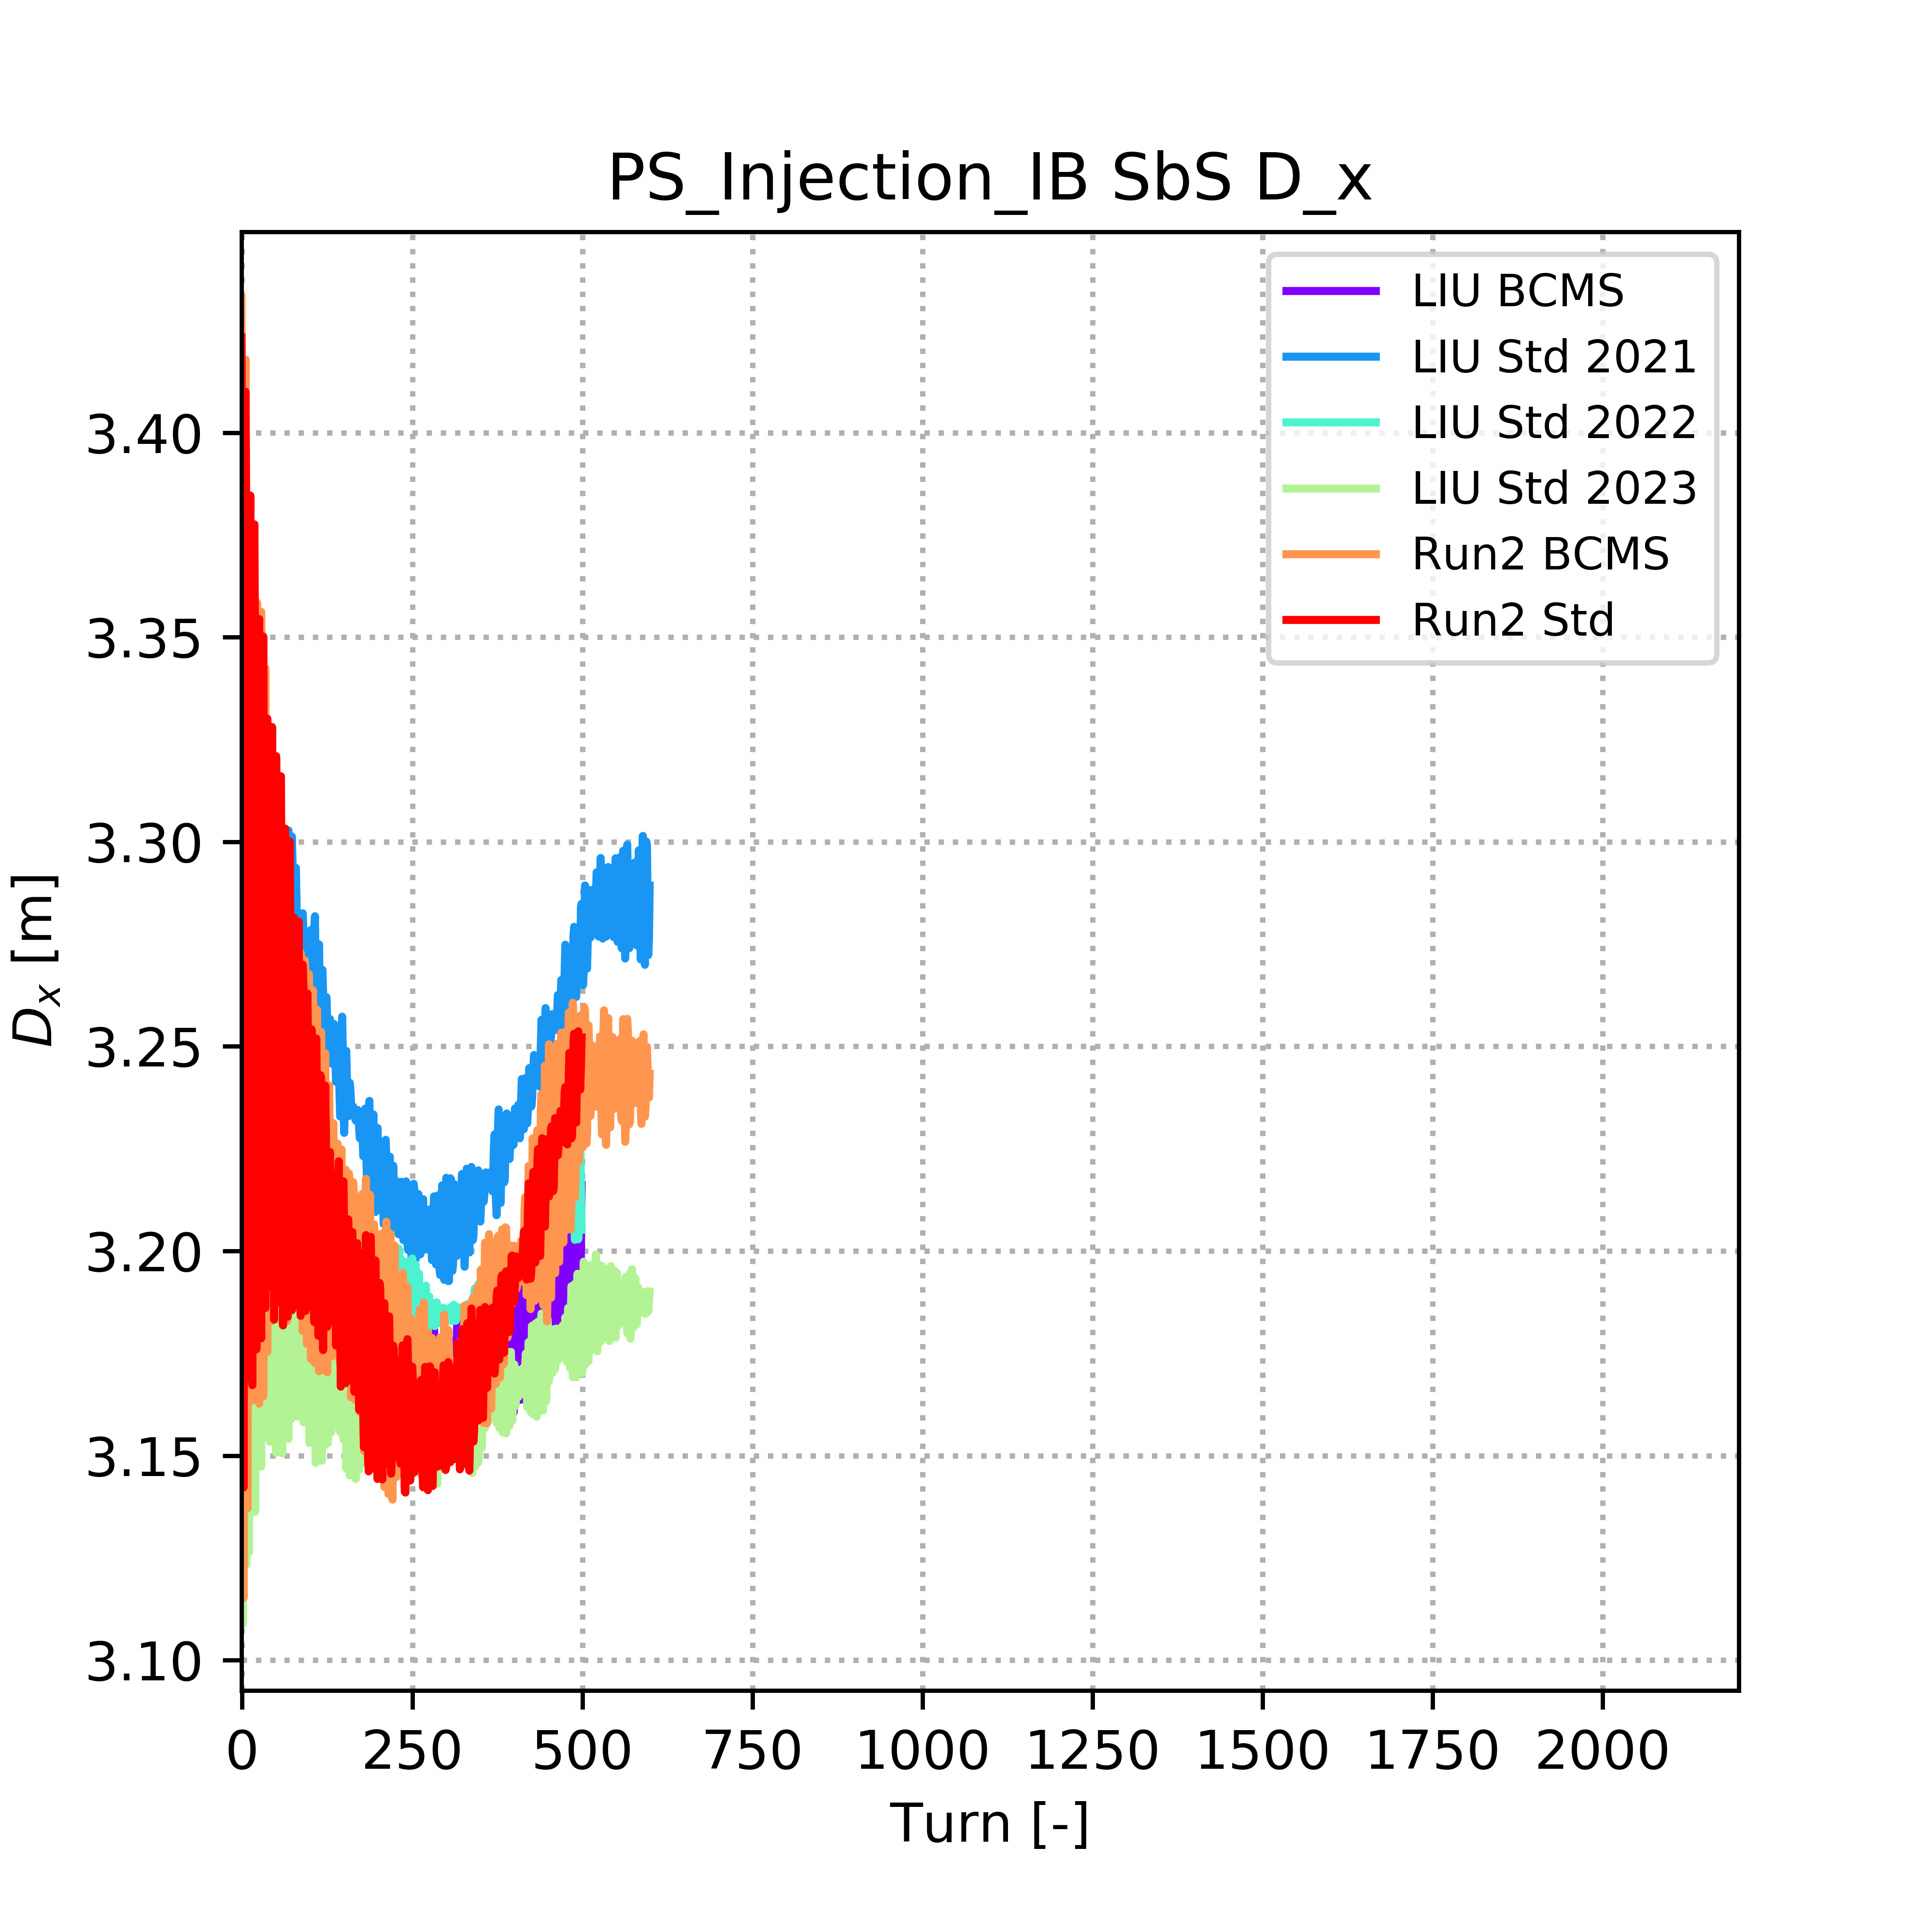 PS_Injection_IB SbS D_x
LIU BCMS
LIU Std 2021
LIU Std 2022
LIU Std 2023
Run2 BCMS
Run2 Std
3.40
3.35
3.30
3.25
3.20
3.15
3.10
D_x [m]
0 250 500 750 1000 1250 1500 1750 2000
Turn [-]